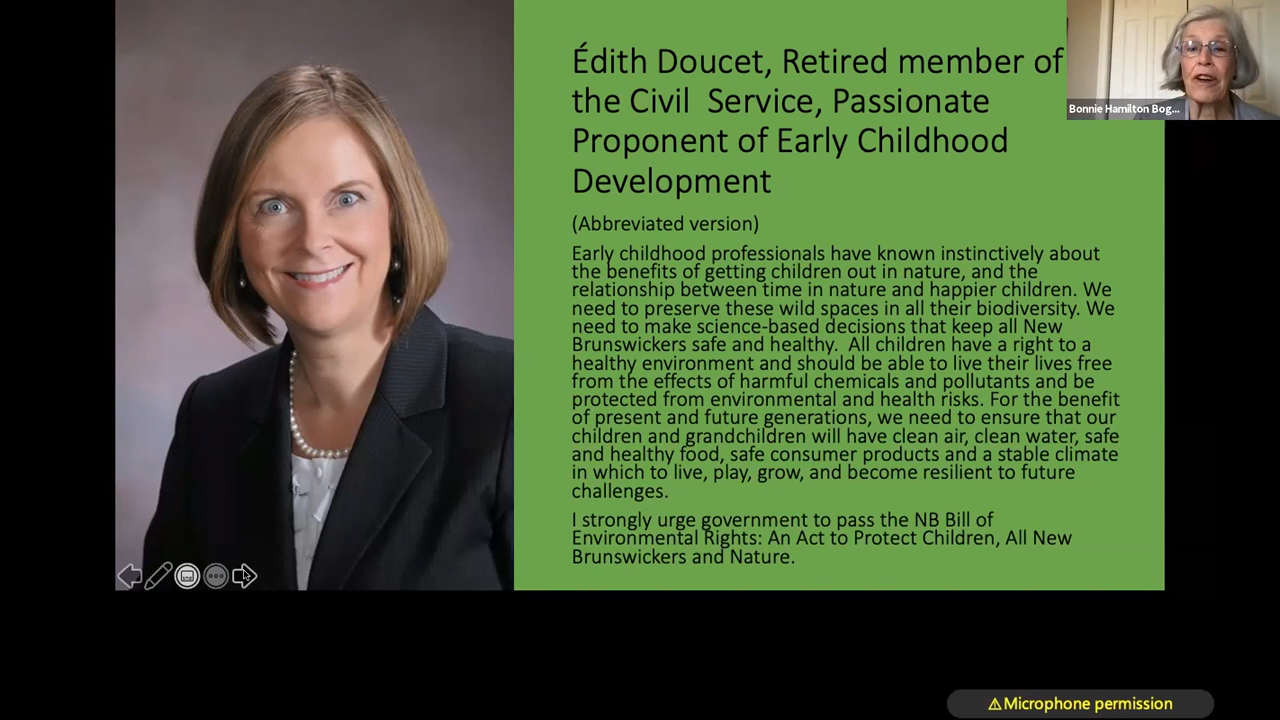 Édith Doucet, Retired member of
the Civil Service, Passionate
Proponent of Early Childhood
Development
(Abbreviated version)
Early childhood professionals have known instinctively about
the benefits of getting children out in nature, and the
relationship between time in nature and happier children. We
need to preserve these wild spaces in all their biodiversity. We
need to make science-based decisions that keep all New
Brunswickers safe and healthy. All children have a right to a
healthy environment and should be able to live their lives free
from the effects of harmful chemicals and pollutants and be
protected from environmental and health risks. For the benefit
of present and future generations, we need to ensure that our
children and grandchildren will have clean air, clean water, safe
and healthy food, safe consumer products and a stable climate
in which to live, play, grow, and become resilient to future
challenges.
I strongly urge government to pass the NB Bill of
Environmental Rights: An Act to Protect Children, All New
Brunswickers and Nature.
Bonnie Hamilton Bog...
⚠Microphone permission